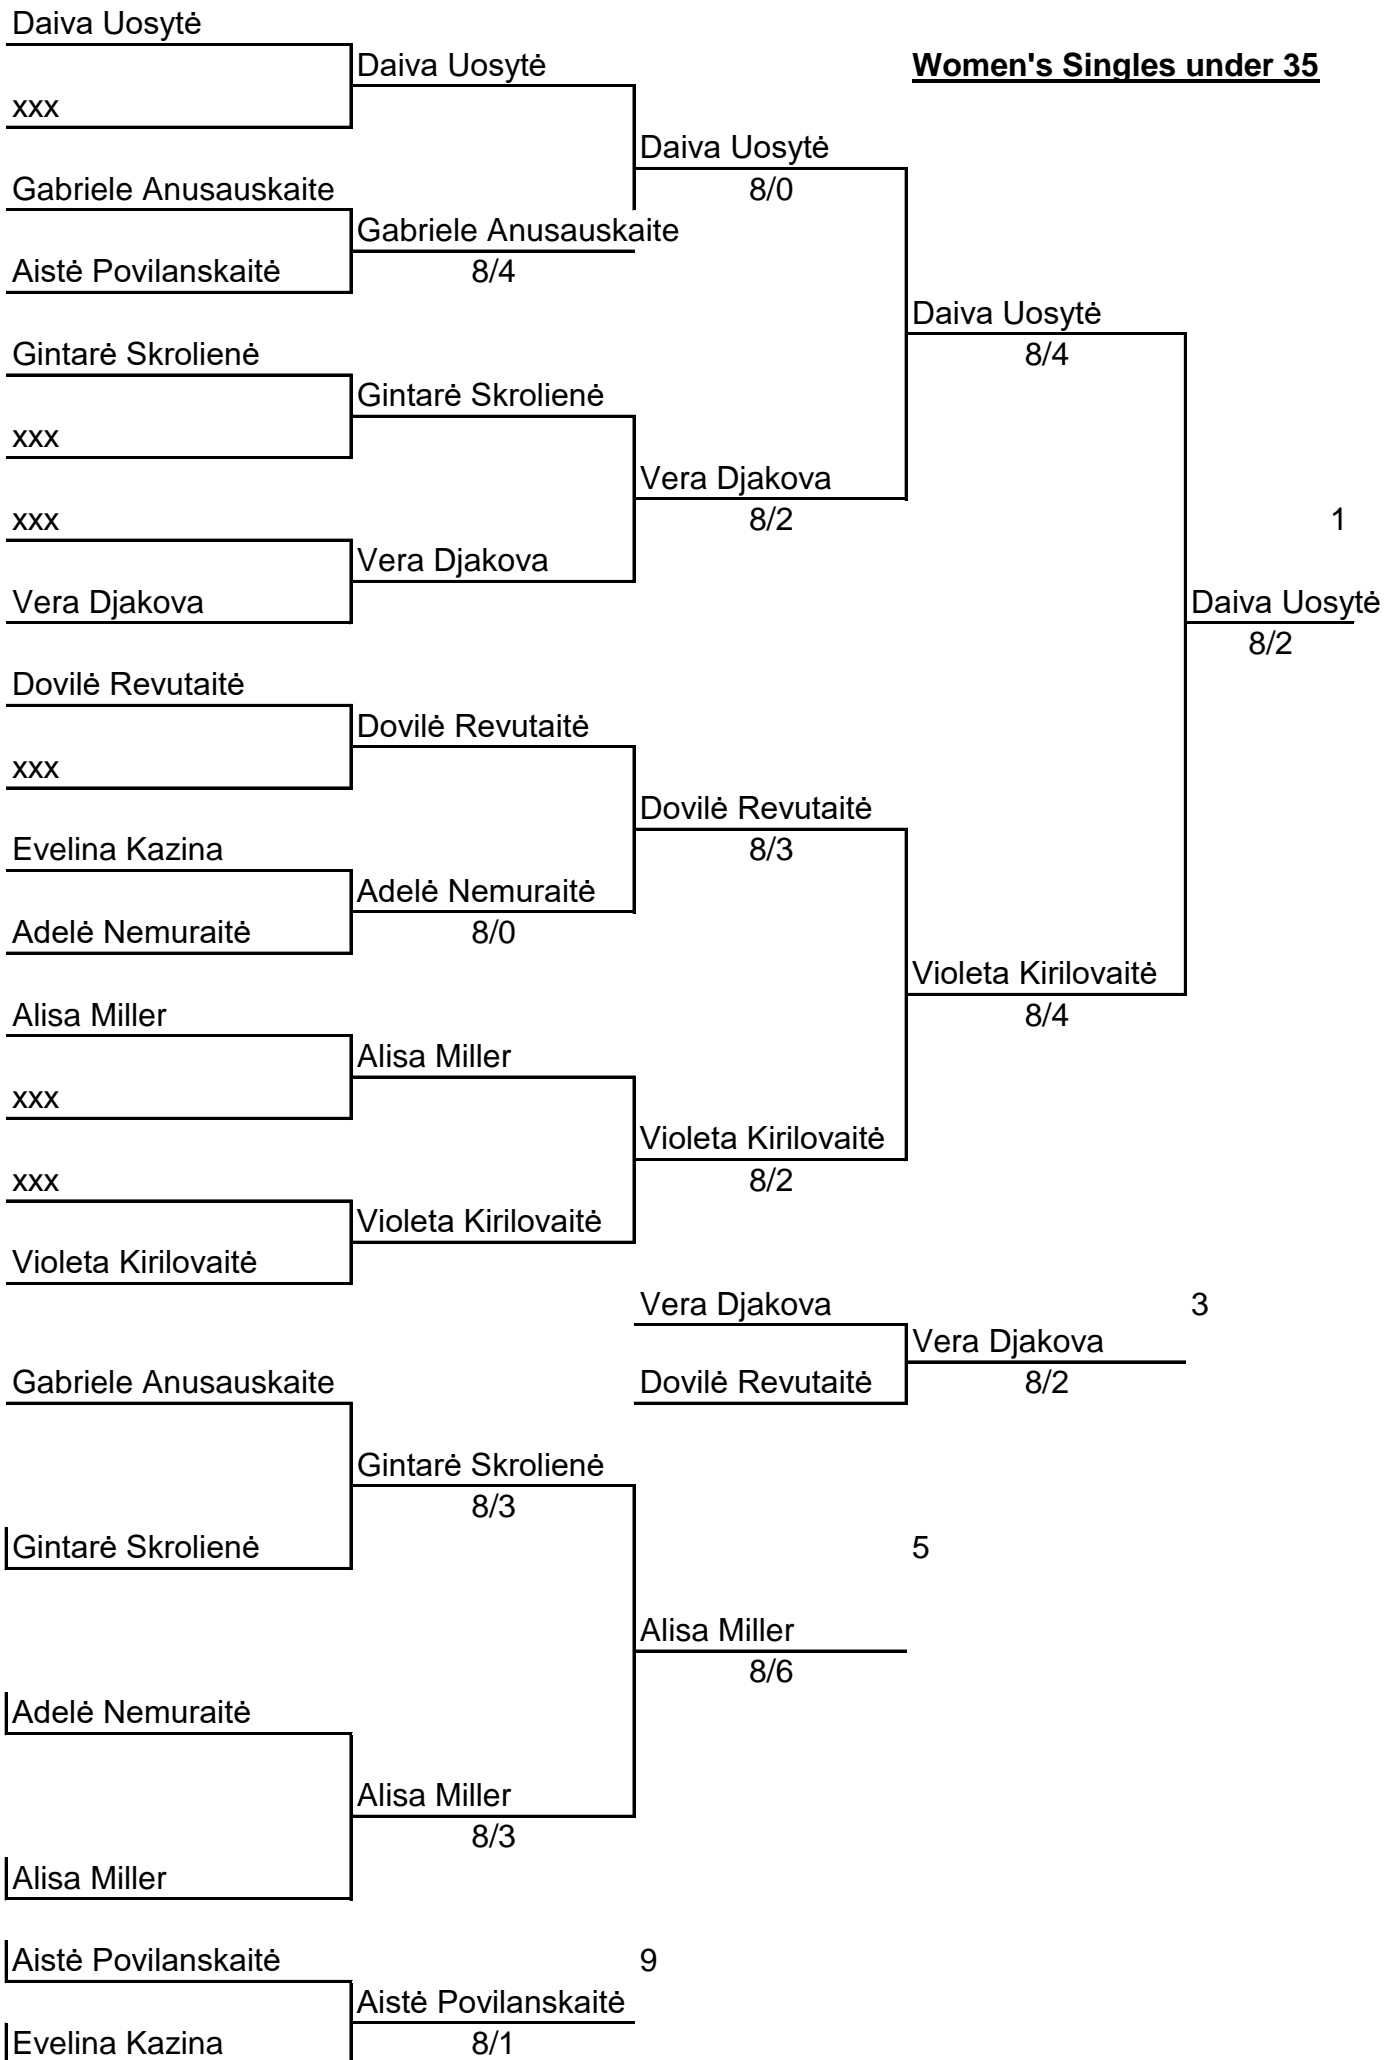 Daiva Uosytė
Daiva Uosytė
Women's Singles under 35
xxx
Daiva Uosytė
Gabriele Anusauskaite
8/0
Gabriele Anusauskaite
Aistė Povilanskaitė
8/4
Daiva Uosytė
Gintarė Skrolienė
8/4
Gintarė Skrolienė
xxx
Vera Djakova
xxx
8/2
1
Vera Djakova
Vera Djakova
Daiva Uosytė
8/2
Dovilė Revutaitė
Dovilė Revutaitė
xxx
Dovilė Revutaitė
Evelina Kazina
8/3
Adelė Nemuraitė
Adelė Nemuraitė
8/0
Violeta Kirilovaitė
Alisa Miller
8/4
Alisa Miller
xxx
Violeta Kirilovaitė
xxx
8/2
Violeta Kirilovaitė
Violeta Kirilovaitė
Vera Djakova
3
Vera Djakova
Gabriele Anusauskaite
Dovilė Revutaitė
8/2
Gintarė Skrolienė
8/3
Gintarė Skrolienė
5
Alisa Miller
8/6
Adelė Nemuraitė
Alisa Miller
8/3
Alisa Miller
Aistė Povilanskaitė
9
Aistė Povilanskaitė
Evelina Kazina
8/1